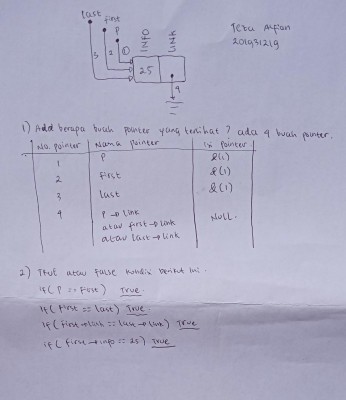 last
first
P
INFO
LINK
Teza Alfian
201931219
3
2
1
25
4
1) Ada berapa buah pointer yang terlihat ? ada 4 buah pointer.
No. pointer Nama pointer Isi pointer
1 P &(1)
2 first &(1)
3 last &(1)
4 P → link NULL.
atau first → link
atau last → link
2) True atau false kondisi berikut ini.
if ( P == First) True.
if ( first == last) True
if ( first → link == last → link) True
if ( first → info == 25) True